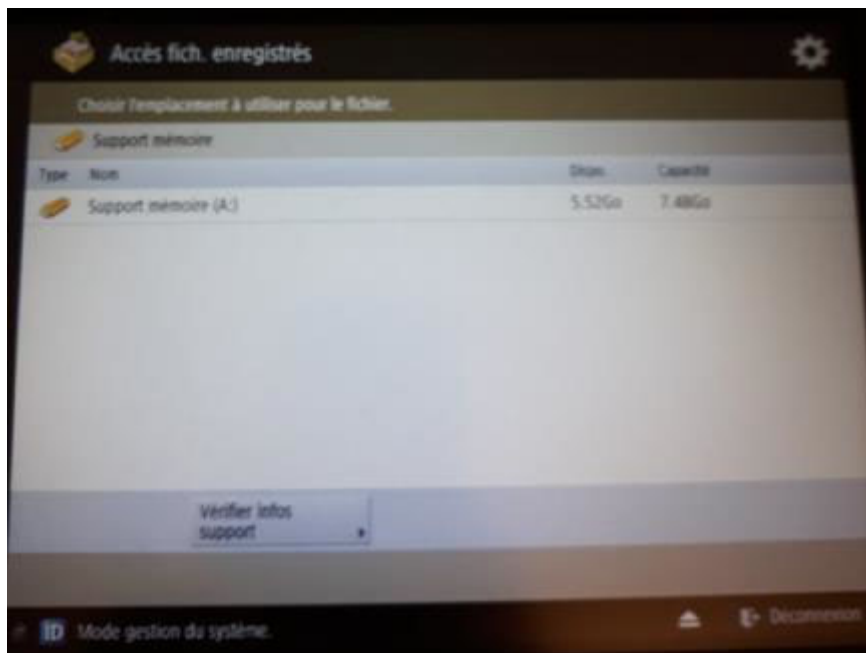 Accès fich. enregistrés
Choisir l'emplacement à utiliser pour le fichier.
Support mémoire
Type Nom Dispo. Capacité
Support mémoire (A:) 5.52Go 7.48Go
Vérifier infos
support
ID Mode gestion du système. Déconnexion